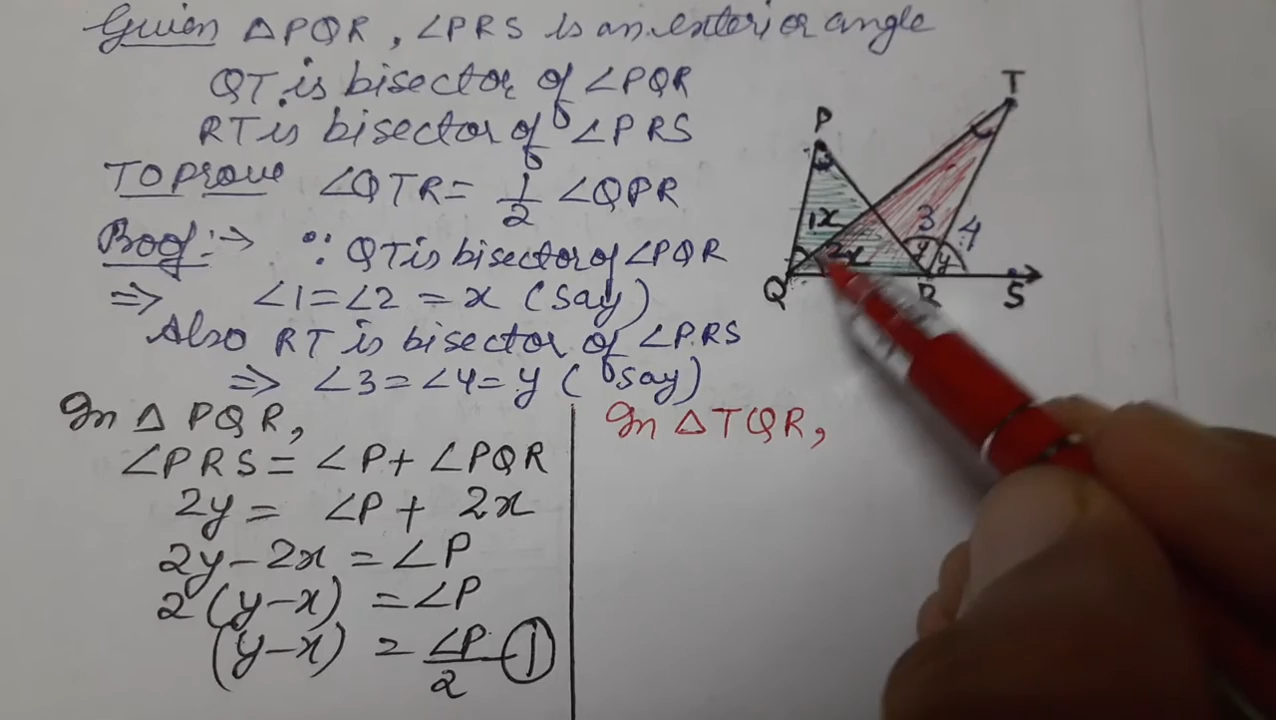 Given △PQR, ∠PRS is an exterior angle
QT is bisector of ∠PQR
RT is bisector of ∠PRS
TO prove ∠QTR = 1/2 ∠QPR
Proof :→ ∵ QT is bisector of ∠PQR
⇒ ∠1 = ∠2 = x (say)
Also RT is bisector of ∠PRS
⇒ ∠3 = ∠4 = y (say)
In △ PQR,
∠PRS = ∠P + ∠PQR
2y = ∠P + 2x
2y - 2x = ∠P
2(y-x) = ∠P
(y-x) = ∠P/2 — ①
In △TQR,
T
P
1x
3
4
2x
y
y
Q
R
S